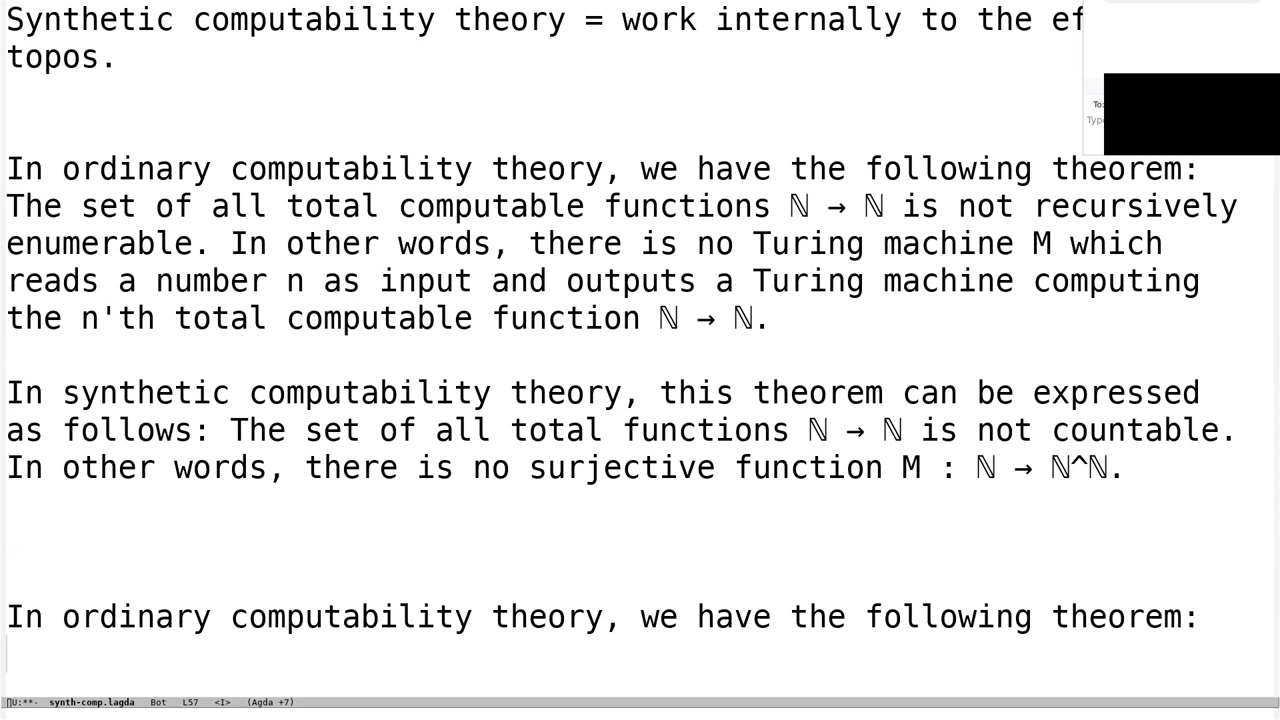 Synthetic computability theory = work internally to the
topos.
To:
In ordinary computability theory, we have the following theorem:
The set of all total computable functions ℕ → ℕ is not recursively
enumerable. In other words, there is no Turing machine M which
reads a number n as input and outputs a Turing machine computing
the n'th total computable function ℕ → ℕ.
In synthetic computability theory, this theorem can be expressed
as follows: The set of all total functions ℕ → ℕ is not countable.
In other words, there is no surjective function M : ℕ → ℕ^ℕ.
In ordinary computability theory, we have the following theorem:
U:**- synth-comp.lagda Bot L57 <I> (Agda +7)